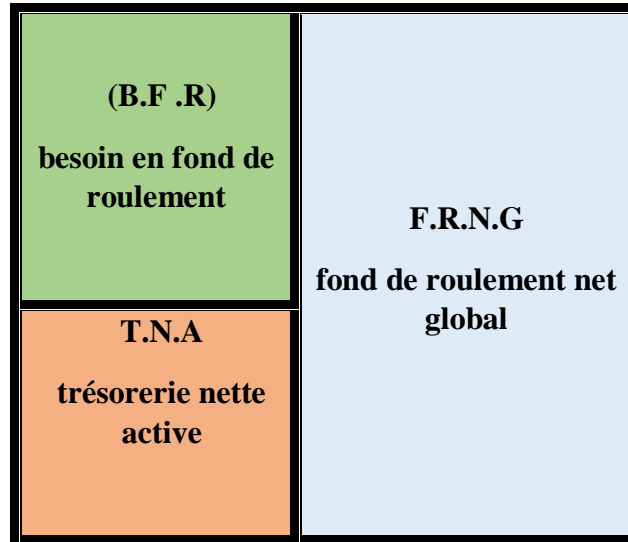 (B.F .R)
besoin en fond de
roulement
T.N.A
trésorerie nette
active
F.R.N.G
fond de roulement net
global